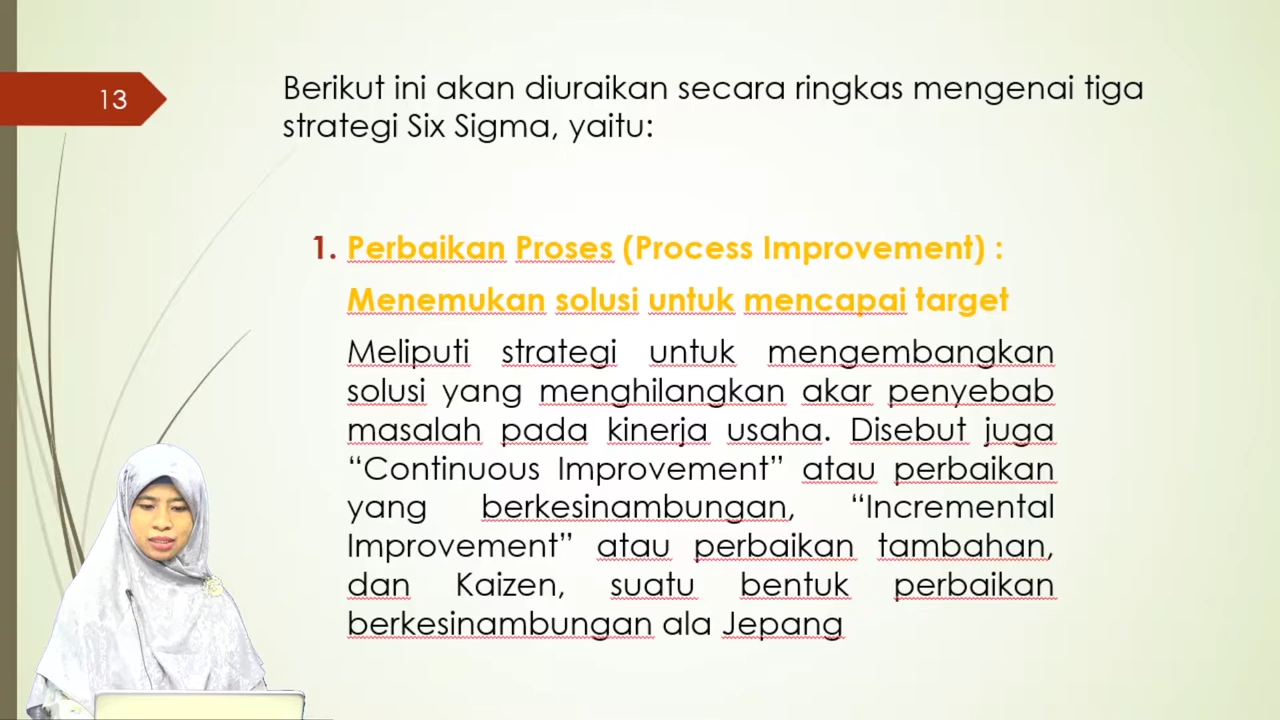 13
Berikut ini akan diuraikan secara ringkas mengenai tiga
strategi Six Sigma, yaitu:
1. Perbaikan Proses (Process Improvement) :
Menemukan solusi untuk mencapai target
Meliputi strategi untuk mengembangkan
solusi yang menghilangkan akar penyebab
masalah pada kinerja usaha. Disebut juga
“Continuous Improvement” atau perbaikan
yang berkesinambungan, “Incremental
Improvement” atau perbaikan tambahan,
dan Kaizen, suatu bentuk perbaikan
berkesinambungan ala Jepang